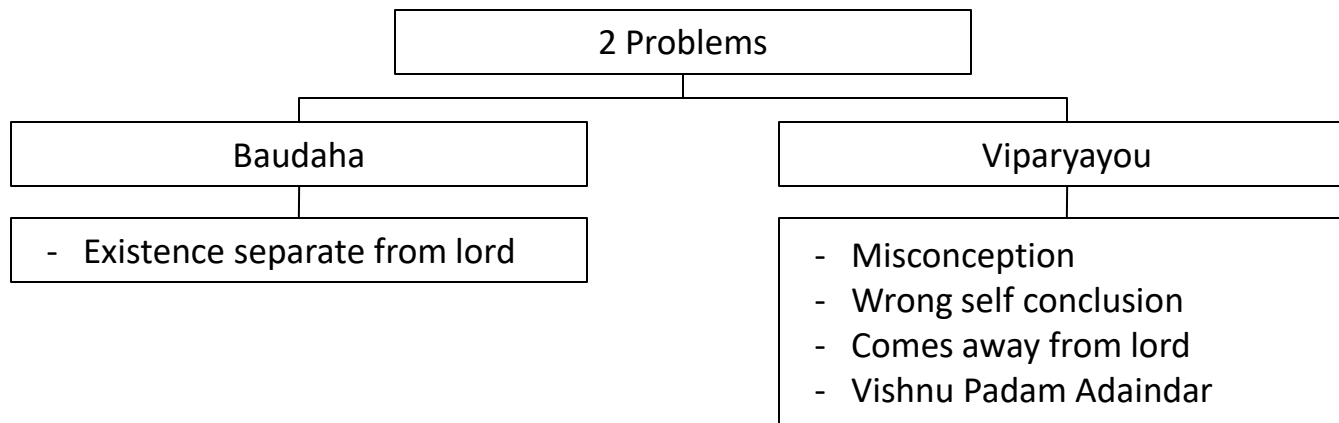 2 Problems
Baudaha
- Existence separate from lord
Viparyayou
- Misconception
- Wrong self conclusion
- Comes away from lord
- Vishnu Padam Adaindar